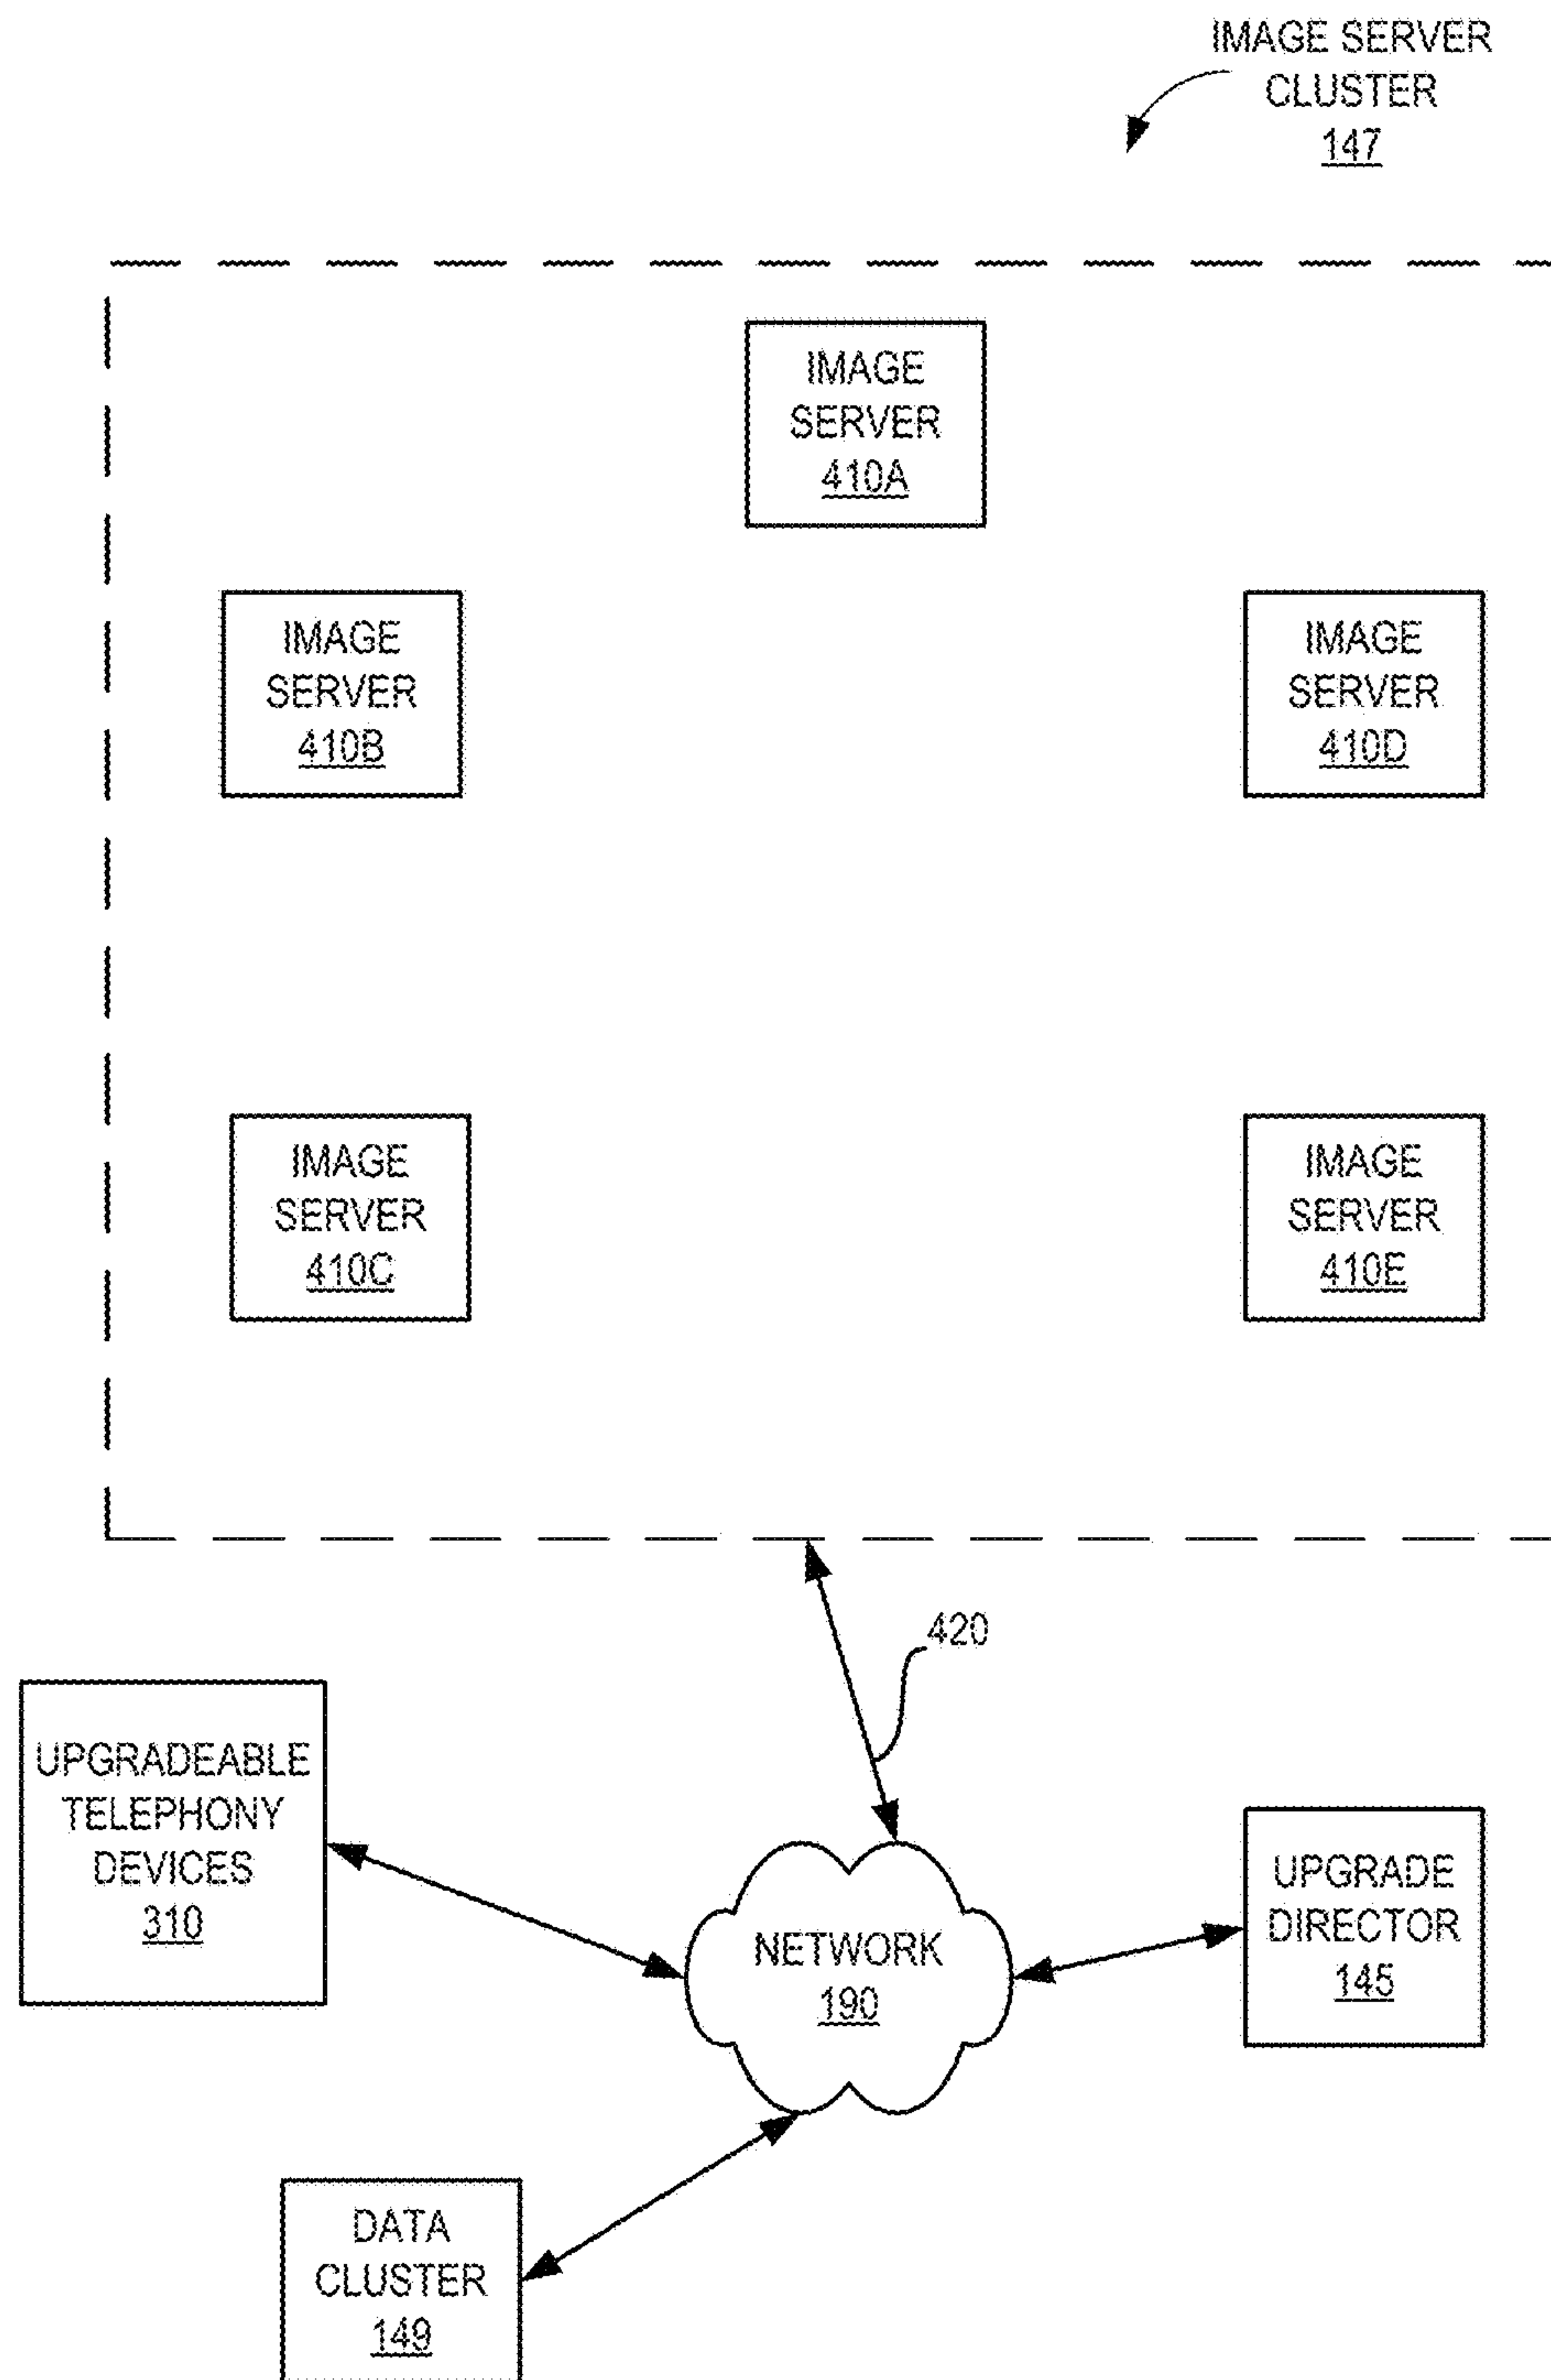 IMAGE SERVER
CLUSTER
147
IMAGE
SERVER
410A
IMAGE
SERVER
410B
IMAGE
SERVER
410D
IMAGE
SERVER
410C
IMAGE
SERVER
410E
420
UPGRADEABLE
TELEPHONY
DEVICES
310
NETWORK
190
UPGRADE
DIRECTOR
145
DATA
CLUSTER
149